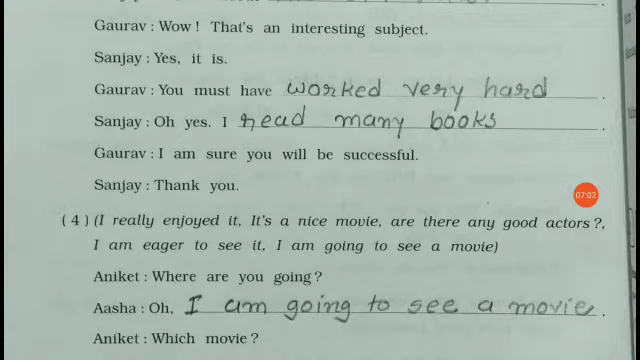 Gaurav : Wow ! That's an interesting subject.
Sanjay : Yes, it is.
Gaurav : You must have worked very hard.
Sanjay : Oh yes. I read many books.
Gaurav : I am sure you will be successful.
Sanjay : Thank you.
07:02
( 4 ) (I really enjoyed it, It's a nice movie, are there any good actors ?,
I am eager to see it, I am going to see a movie)
Aniket : Where are you going ?
Aasha : Oh, I am going to see a movie.
Aniket : Which movie ?